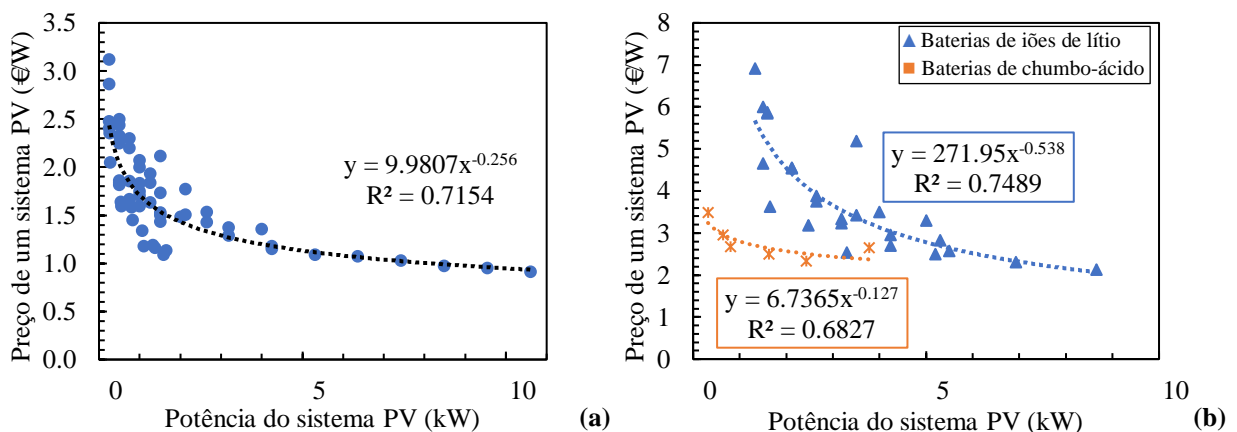 Preço de um sistema PV (€/W)
3.5
3.0
2.5
2.0
1.5
1.0
0.5
0.0
y = 9.9807x^-0.256
R² = 0.7154
0 5 10
Potência do sistema PV (kW)
(a)
Preço de um sistema PV (€/W)
8
7
6
5
4
3
2
1
0
Baterias de iões de lítio
Baterias de chumbo-ácido
y = 271.95x^-0.538
R² = 0.7489
y = 6.7365x^-0.127
R² = 0.6827
0 5 10
Potência do sistema PV (kW)
(b)